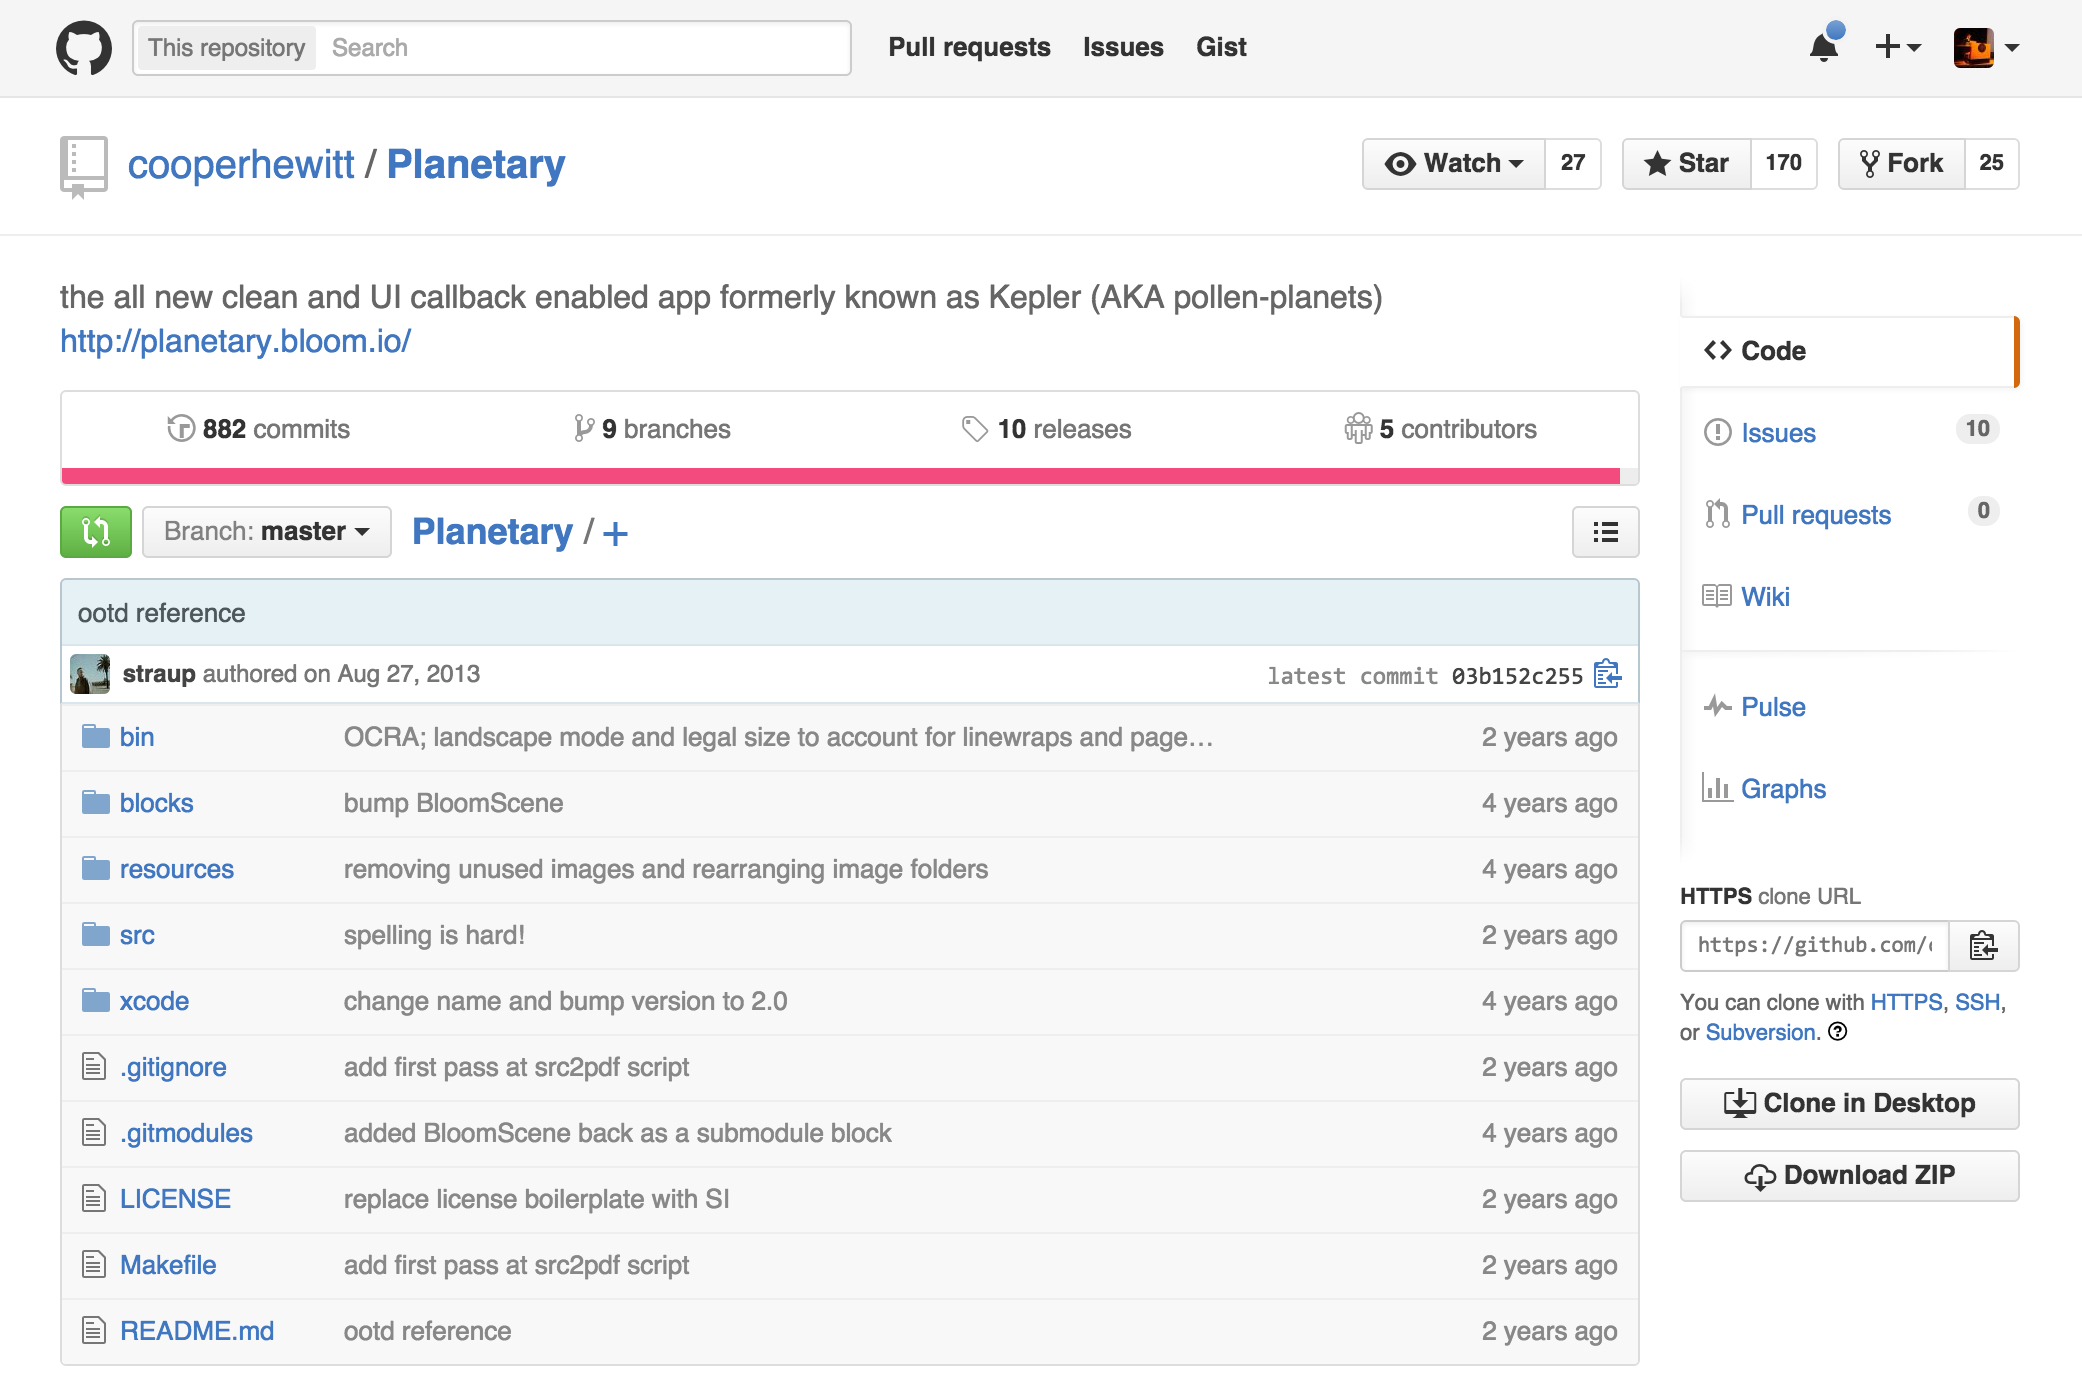 This repository Search Pull requests Issues Gist
cooperhewitt / Planetary Watch 27 Star 170 Fork 25
the all new clean and UI callback enabled app formerly known as Kepler (AKA pollen-planets)
http://planetary.bloom.io/
882 commits 9 branches 10 releases 5 contributors
Branch: master Planetary / +
ootd reference
straup authored on Aug 27, 2013 latest commit 03b152c255
bin OCRA; landscape mode and legal size to account for linewraps and page… 2 years ago
blocks bump BloomScene 4 years ago
resources removing unused images and rearranging image folders 4 years ago
src spelling is hard! 2 years ago
xcode change name and bump version to 2.0 4 years ago
.gitignore add first pass at src2pdf script 2 years ago
.gitmodules added BloomScene back as a submodule block 4 years ago
LICENSE replace license boilerplate with SI 2 years ago
Makefile add first pass at src2pdf script 2 years ago
README.md ootd reference 2 years ago
Code
Issues 10
Pull requests 0
Wiki
Pulse
Graphs
HTTPS clone URL
https://github.com/
You can clone with HTTPS, SSH,
or Subversion.
Clone in Desktop
Download ZIP